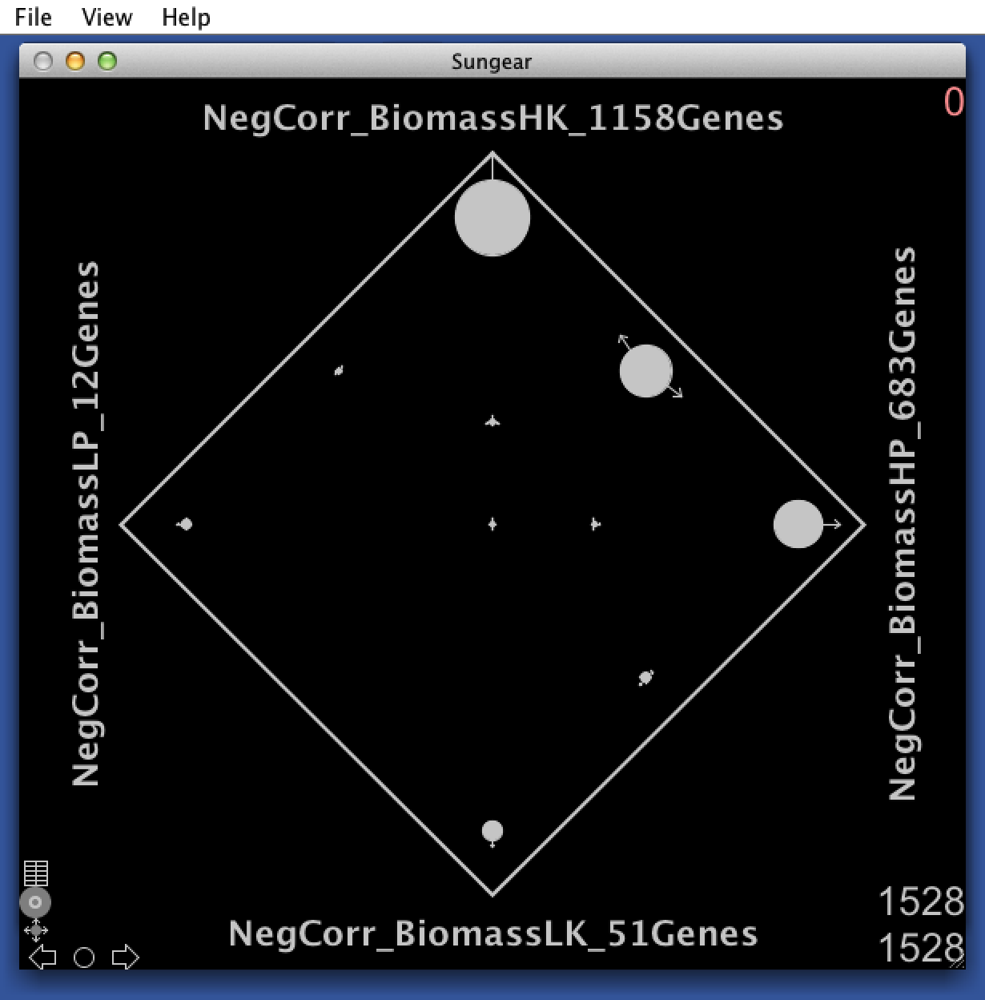 File View Help
Sungear
0
NegCorr_BiomassHK_1158Genes
NegCorr_BiomassLP_12Genes
NegCorr_BiomassHP_683Genes
NegCorr_BiomassLK_51Genes
1528
1528